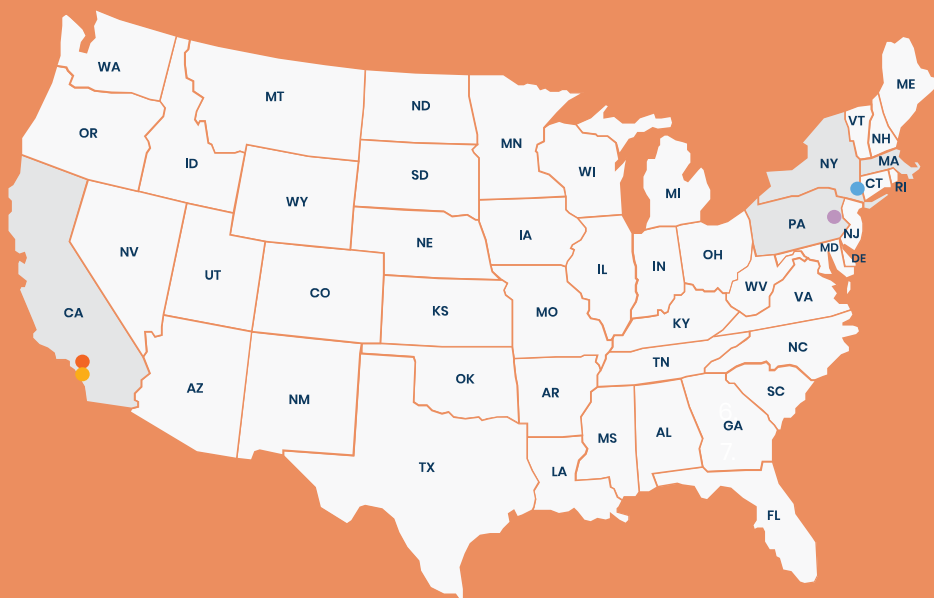 WA
OR
CA
NV
ID
MT
WY
UT
AZ
CO
NM
ND
SD
NE
KS
OK
TX
MN
IA
MO
AR
LA
WI
IL
MI
IN
OH
KY
TN
MS
AL
GA
6.
7.
FL
SC
NC
VA
WV
PA
NY
VT
NH
ME
MA
CT
RI
NJ
MD
DE